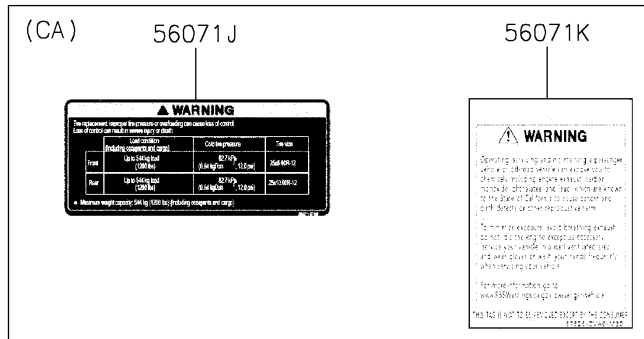 (CA)
56071J
56071K
WARNING
Tire replacement, improper tire pressure or overloading can cause loss of control.
Loss of control can result in severe injury or death.
Load condition
(including occupants and cargo)
Cold tire pressure
Tire size
Front
Up to 544 kg load
(1200 lbs)
82.7 kPa
(0.84 kgf/cm², 12.0 psi)
25x8.00R-12
Rear
Up to 544 kg load
(1200 lbs)
82.7 kPa
(0.84 kgf/cm², 12.0 psi)
25x10.00R-12
Maximum weight capacity: 544 kg (1200 lbs) (including occupants and cargo)
WARNING
Operating, servicing and maintaining a passenger
vehicle or off-road vehicle can expose you to
chemicals including engine exhaust, carbon
monoxide, phthalates, and lead, which are known
to the State of California to cause cancer and
birth defects or other reproductive harm.
To minimize exposure, avoid breathing exhaust,
do not idle the engine except as necessary,
service your vehicle in a well-ventilated area
and wear gloves or wash your hands frequently
when servicing your vehicle.
For more information go to
www.P65Warnings.ca.gov/passenger-vehicle.
THIS TAG IS NOT TO BE REMOVED EXCEPT BY THE CONSUMER